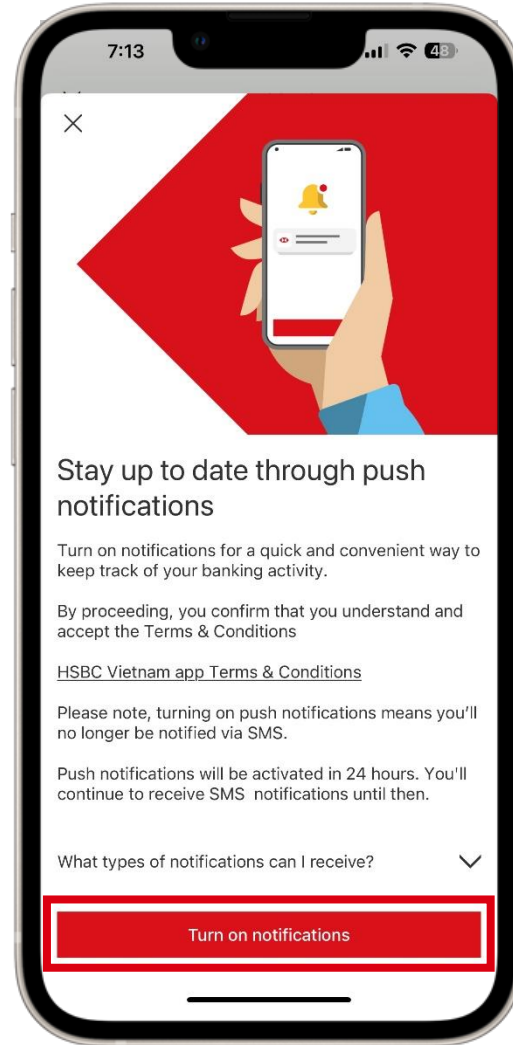 7:13
48
Stay up to date through push
notifications
Turn on notifications for a quick and convenient way to
keep track of your banking activity.
By proceeding, you confirm that you understand and
accept the Terms & Conditions
HSBC Vietnam app Terms & Conditions
Please note, turning on push notifications means you'll
no longer be notified via SMS.
Push notifications will be activated in 24 hours. You'll
continue to receive SMS  notifications until then.
What types of notifications can I receive?
Turn on notifications